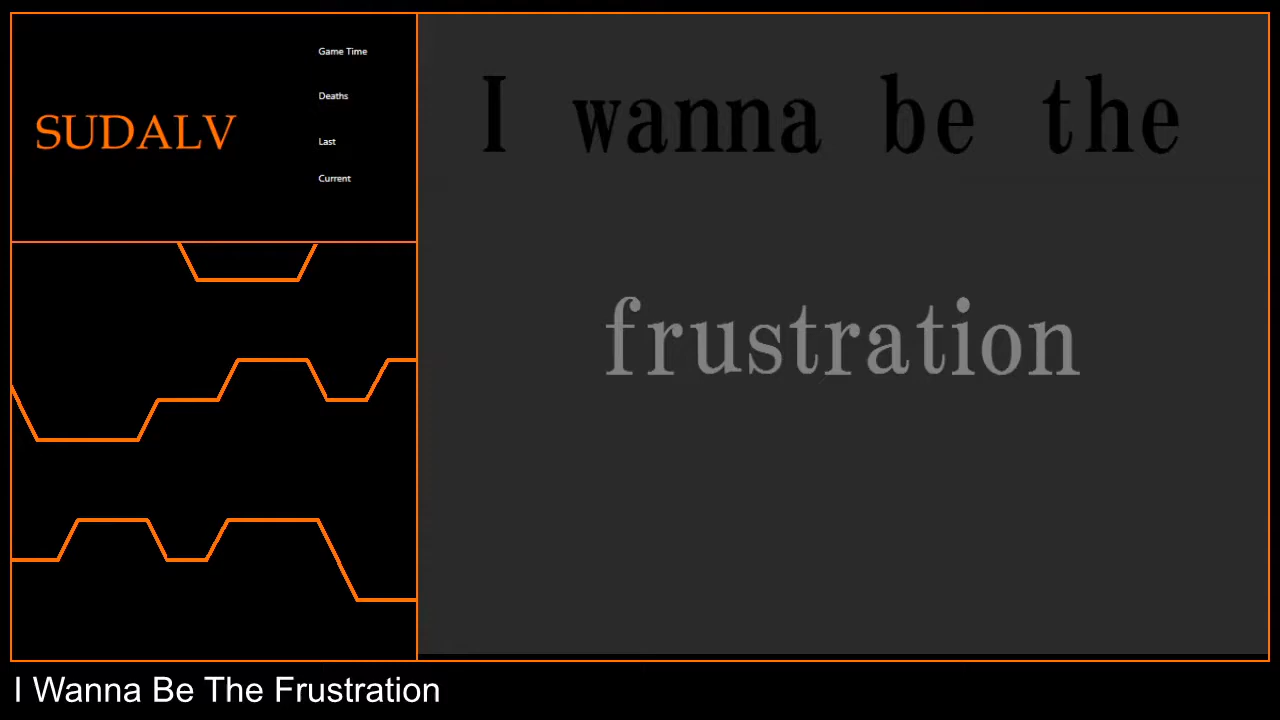 Game Time
Deaths
SUDALV
Last
Current
I wanna be the
frustration
I Wanna Be The Frustration